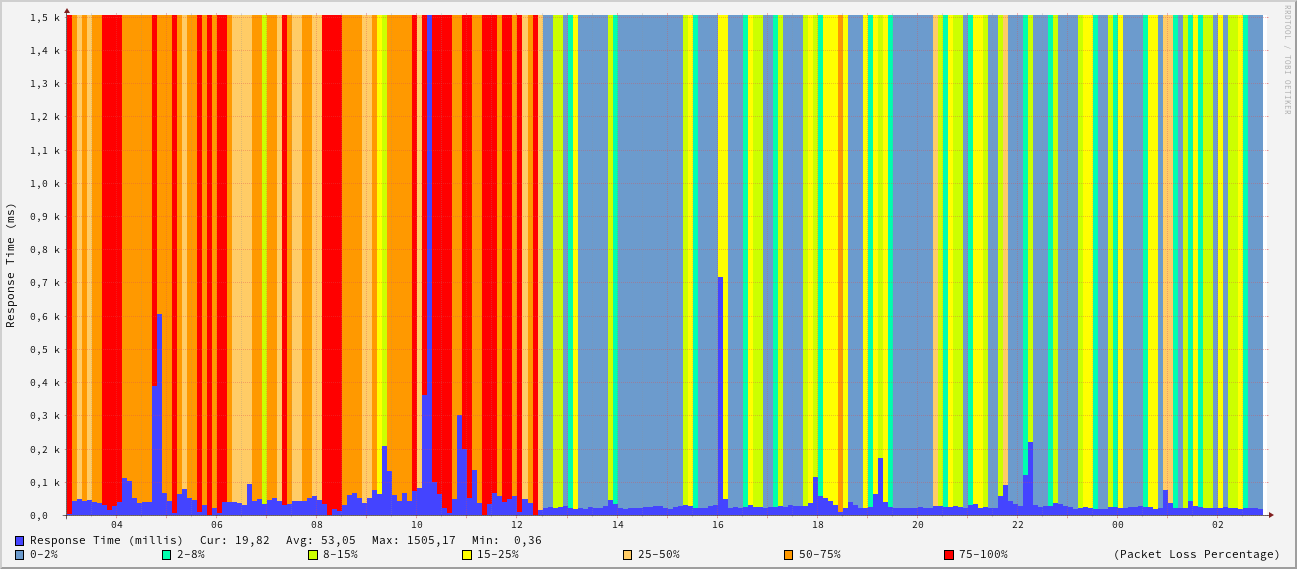 1,5 k
1,4 k
1,3 k
1,2 k
1,1 k
1,0 k
0,9 k
0,8 k
0,7 k
0,6 k
0,5 k
0,4 k
0,3 k
0,2 k
0,1 k
0,0
Response Time (ms)
RRDTOOL / TOBI OETIKER
04 06 08 10 12 14 16 18 20 22 00 02
Response Time (millis) Cur: 19,82 Avg: 53,05 Max: 1505,17 Min: 0,36
0-2% 2-8% 8-15% 15-25% 25-50% 50-75% 75-100% (Packet Loss Percentage)